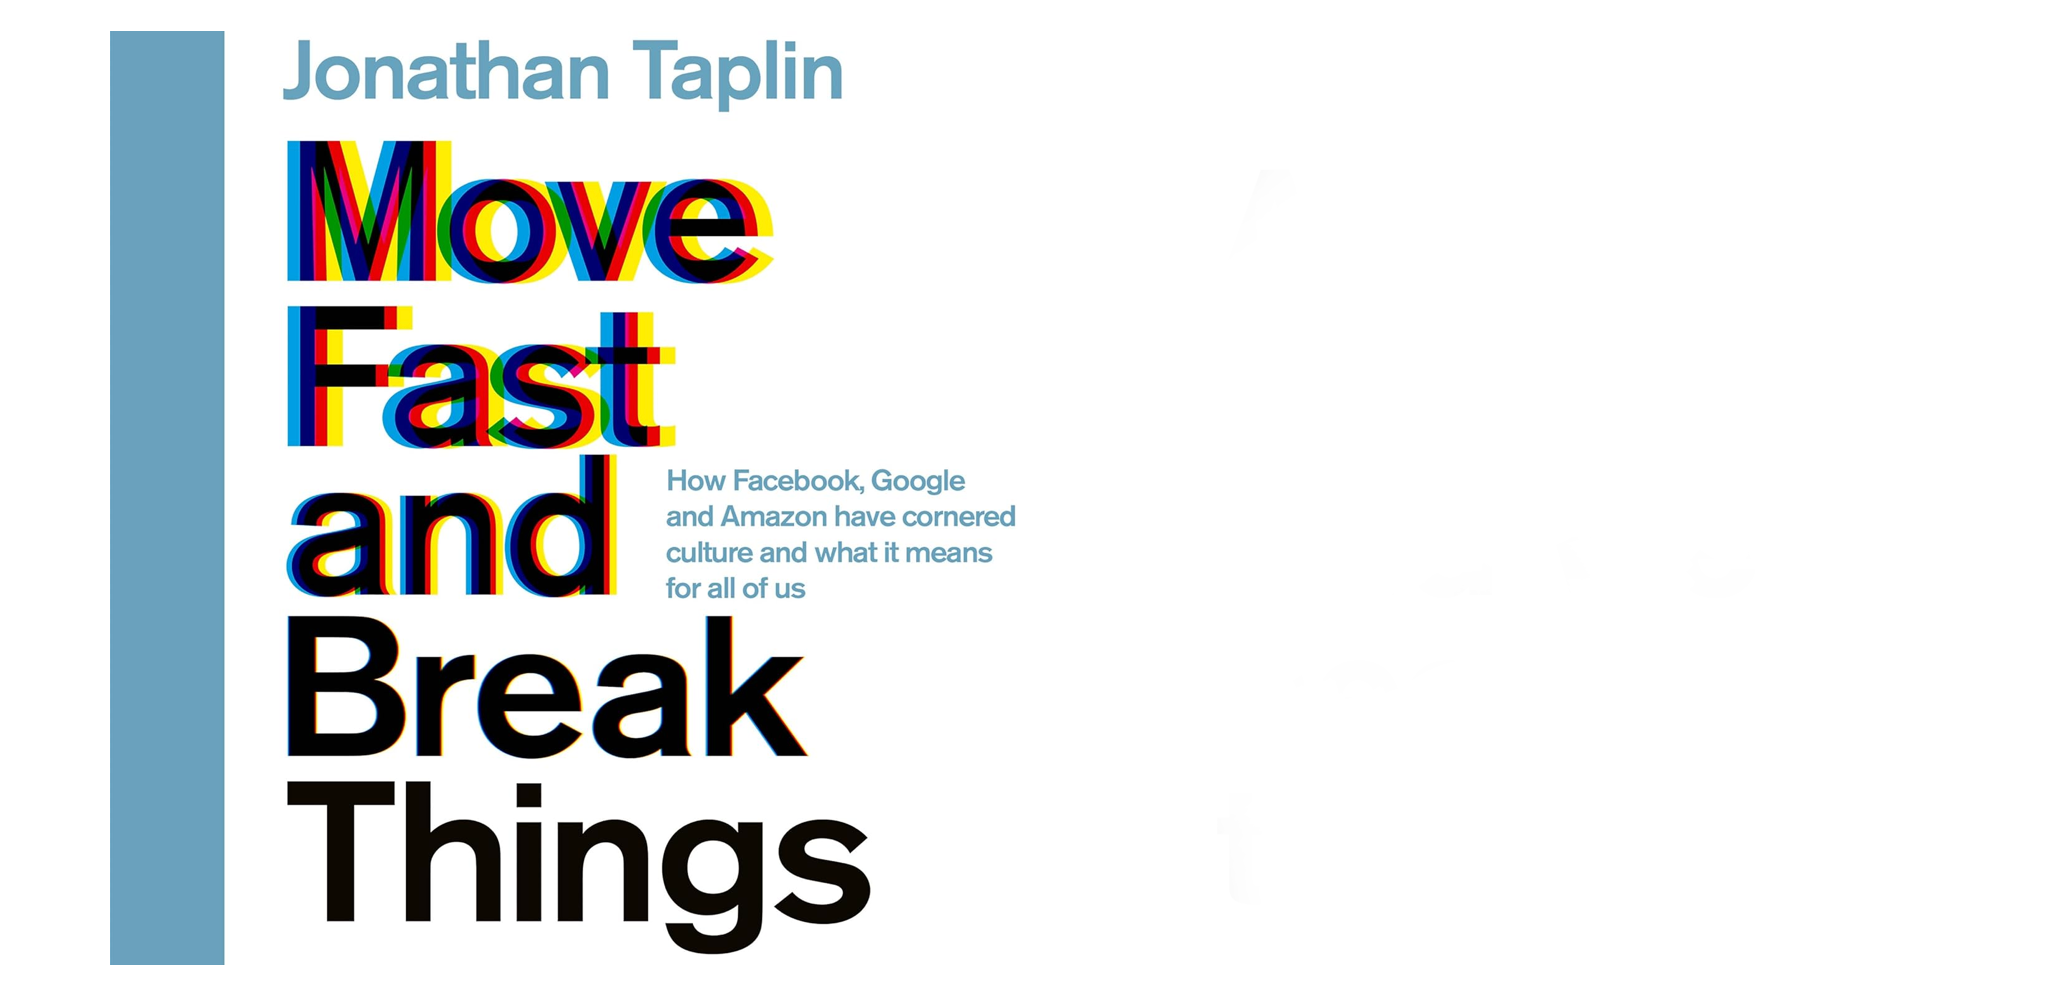 Jonathan Taplin
Move
Fast
and
How Facebook, Google
and Amazon have cornered
culture and what it means
for all of us
Break
Things